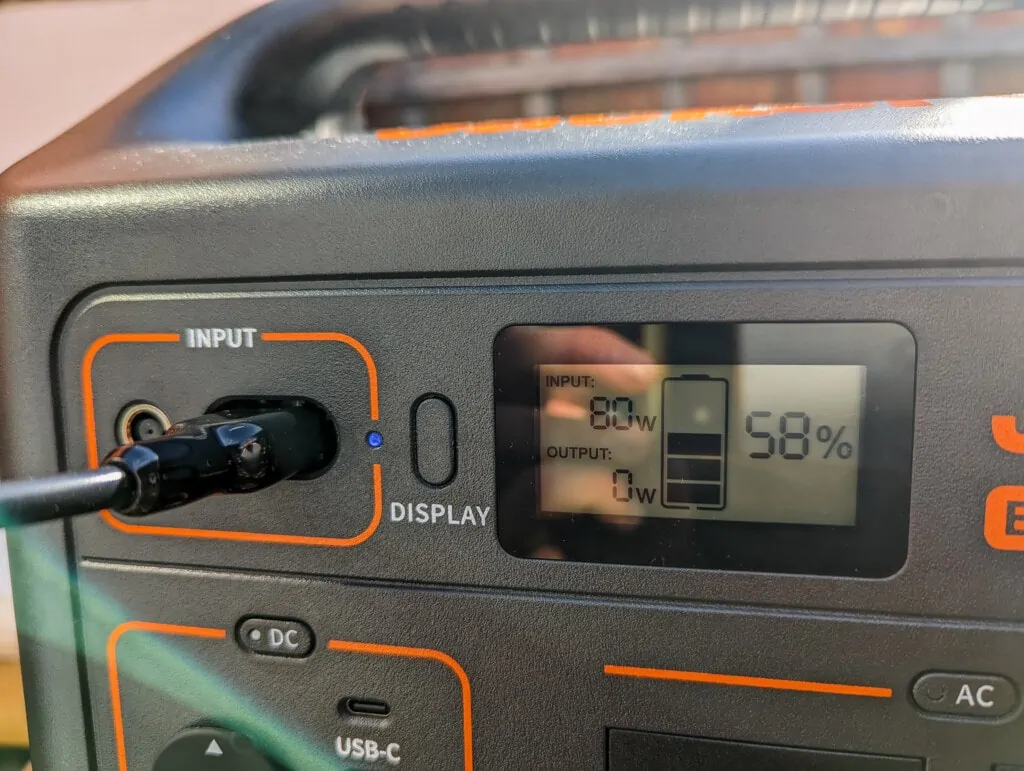 INPUT
DISPLAY
INPUT:
80W
OUTPUT:
0W
58%
DC
USB-C
AC